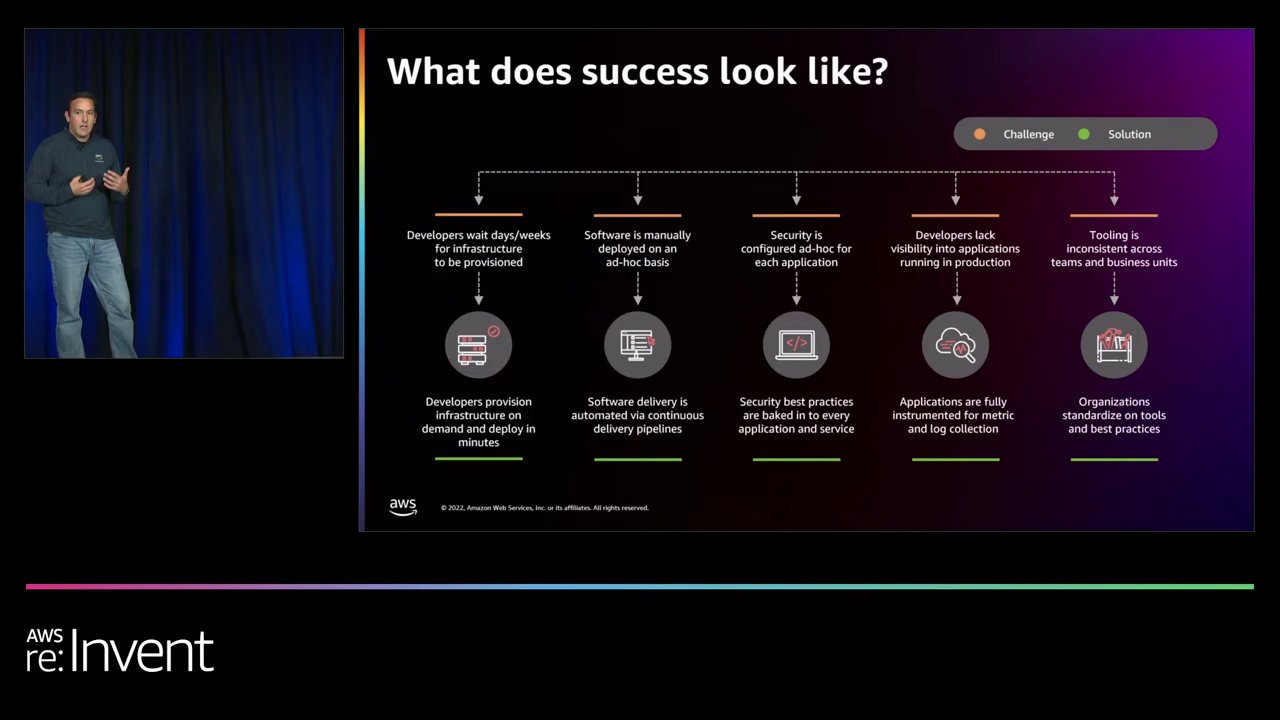 What does success look like?
Challenge
Solution
Developers wait days/weeks
for infrastructure
to be provisioned
Software is manually
deployed on an
ad-hoc basis
Security is
configured ad-hoc for
each application
Developers lack
visibility into applications
running in production
Tooling is
inconsistent across
teams and business units
Developers provision
infrastructure on
demand and deploy in
minutes
Software delivery is
automated via continuous
delivery pipelines
Security best practices
are baked in to every
application and service
Applications are fully
instrumented for metric
and log collection
Organizations
standardize on tools
and best practices
aws
© 2022, Amazon Web Services, Inc. or its affiliates. All rights reserved.
AWS
re:Invent